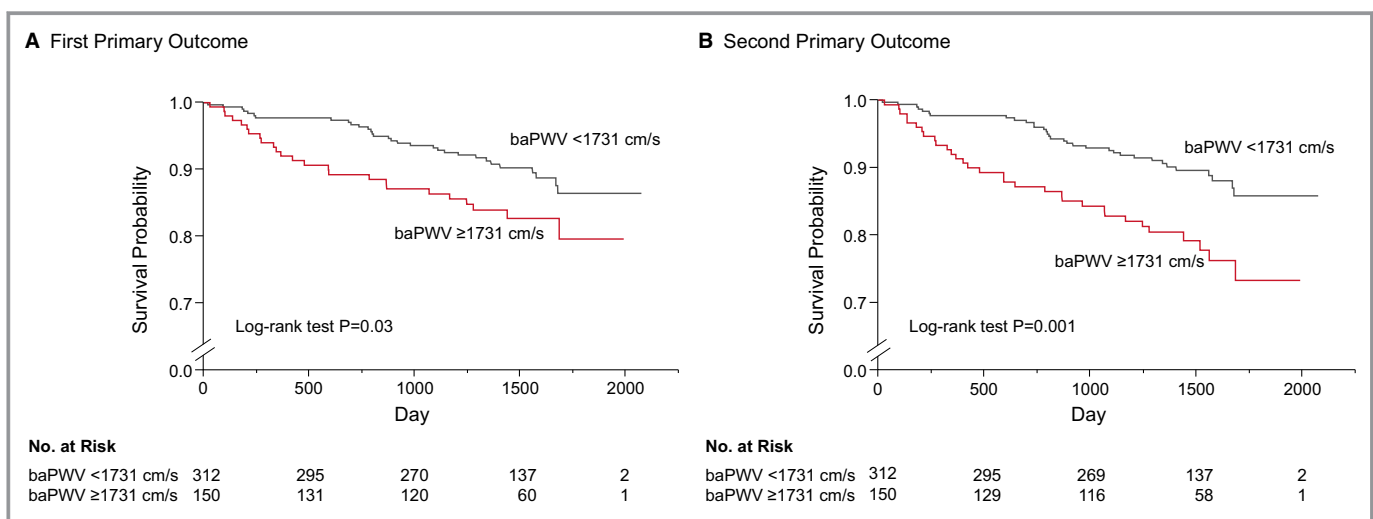 A First Primary Outcome
1.0
0.9
0.8
0.7
0.0
Survival Probability
baPWV <1731 cm/s
baPWV ≥1731 cm/s
Log-rank test P=0.03
0 500 1000 1500 2000
Day
No. at Risk
baPWV <1731 cm/s 312 295 270 137 2
baPWV ≥1731 cm/s 150 131 120 60 1
B Second Primary Outcome
1.0
0.9
0.8
0.7
0.0
Survival Probability
baPWV <1731 cm/s
baPWV ≥1731 cm/s
Log-rank test P=0.001
0 500 1000 1500 2000
Day
No. at Risk
baPWV <1731 cm/s 312 295 269 137 2
baPWV ≥1731 cm/s 150 129 116 58 1